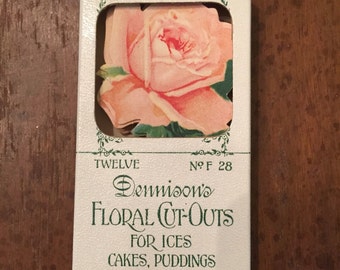 TWELVE No F 28
Dennison's
FLORAL CUT-OUTS
FOR ICES
CAKES, PUDDINGS